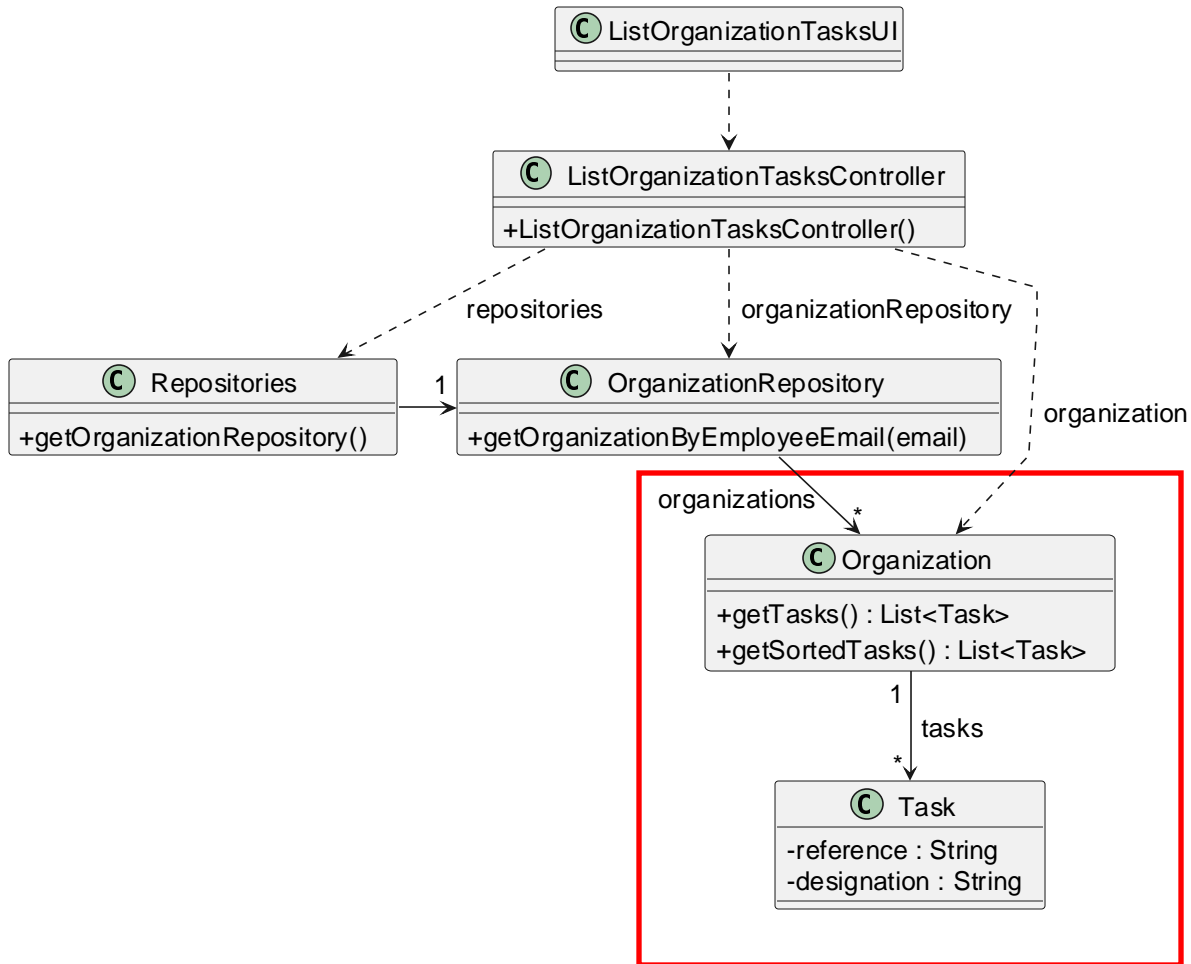 C ListOrganizationTasksUI
C ListOrganizationTasksController
+ListOrganizationTasksController()
repositories
organizationRepository
organization
C Repositories
+getOrganizationRepository()
1
C OrganizationRepository
+getOrganizationByEmployeeEmail(email)
organizations
*
C Organization
+getTasks() : List<Task>
+getSortedTasks() : List<Task>
1
tasks
*
C Task
-reference : String
-designation : String